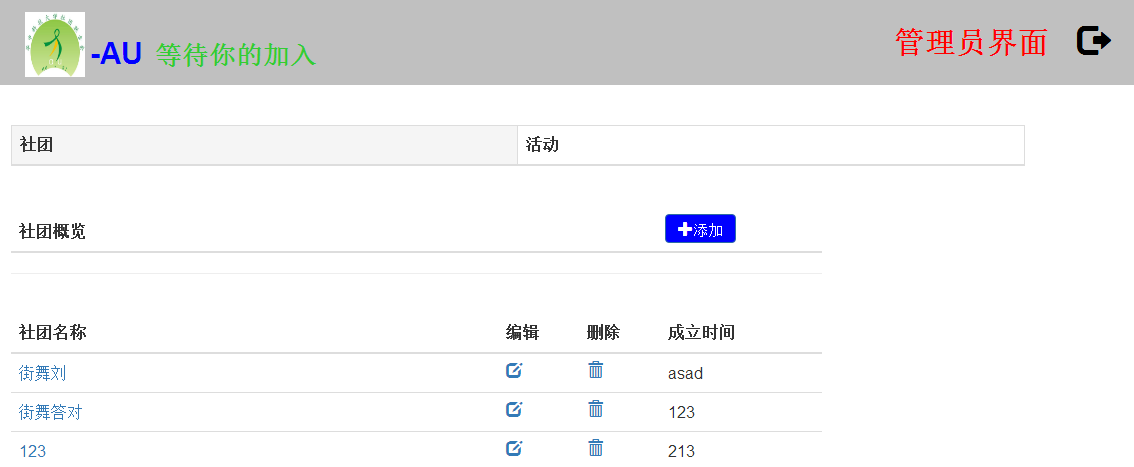 -AU 等待你的加入 管理员界面
社团 活动
社团概览 添加
社团名称 编辑 删除 成立时间
街舞刘 asad
街舞答对 123
123 213